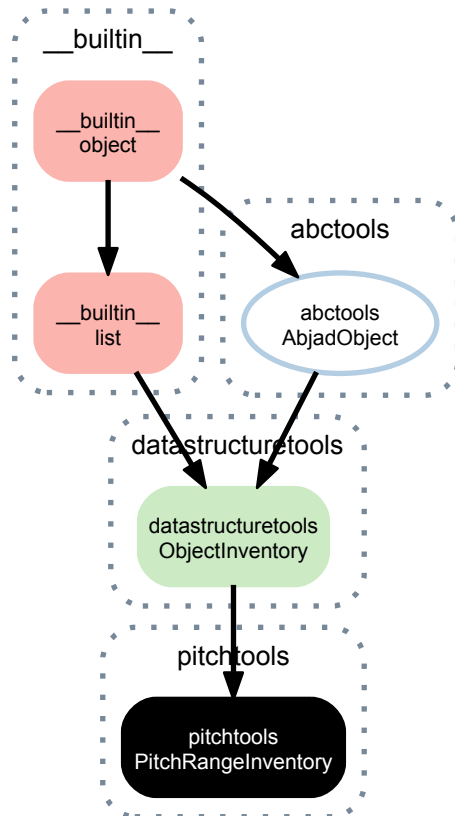 __builtin__
__builtin__
object
abctools
__builtin__
list
abctools
AbjadObject
datastructuretools
datastructuretools
ObjectInventory
pitchtools
pitchtools
PitchRangeInventory